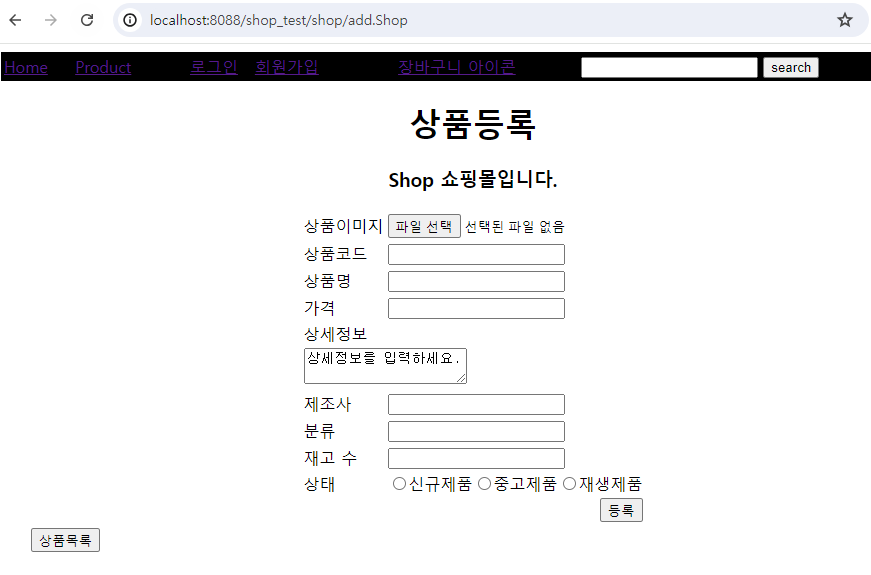 localhost:8088/shop_test/shop/add.Shop
Home Product 로그인 회원가입 장바구니 아이콘 search
상품등록
Shop 쇼핑몰입니다.
상품이미지 파일 선택 선택된 파일 없음
상품코드
상품명
가격
상세정보
상세정보를 입력하세요.
제조사
분류
재고 수
상태 신규제품 중고제품 재생제품
등록
상품목록